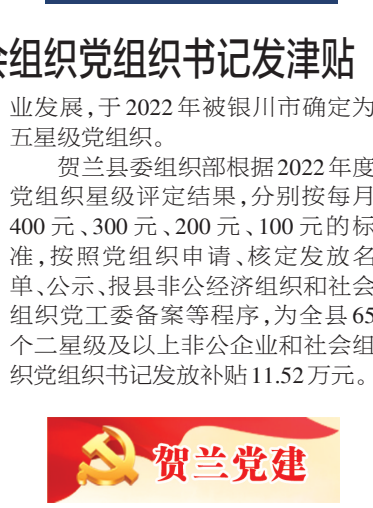 会组织党组织书记发津贴
业发展，于2022年被银川市确定为
五星级党组织。
贺兰县委组织部根据2022年度
党组织星级评定结果，分别按每月
400元、300元、200元、100元的标
准，按照党组织申请、核定发放名
单、公示、报县非公经济组织和社会
组织党工委备案等程序，为全县65
个二星级及以上非公企业和社会组
织党组织书记发放补贴11.52万元。
贺兰党建